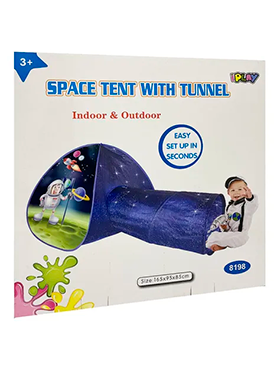 3+
iPLAY
SPACE TENT WITH TUNNEL
Indoor & Outdoor
EASY
SET UP IN
SECONDS
Size:165x95x85cm
8198